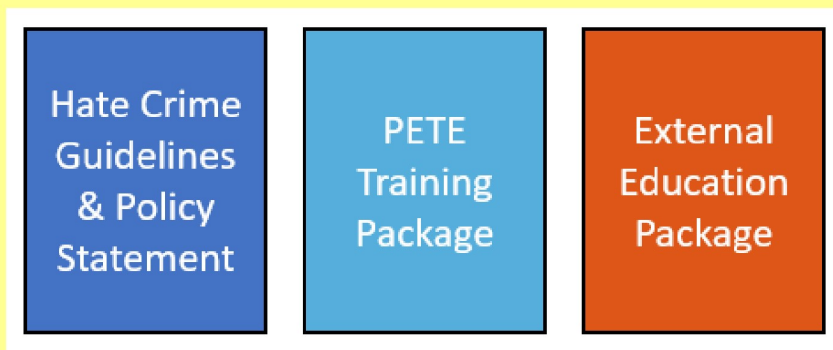 Hate Crime
Guidelines
& Policy
Statement
PETE
Training
Package
External
Education
Package